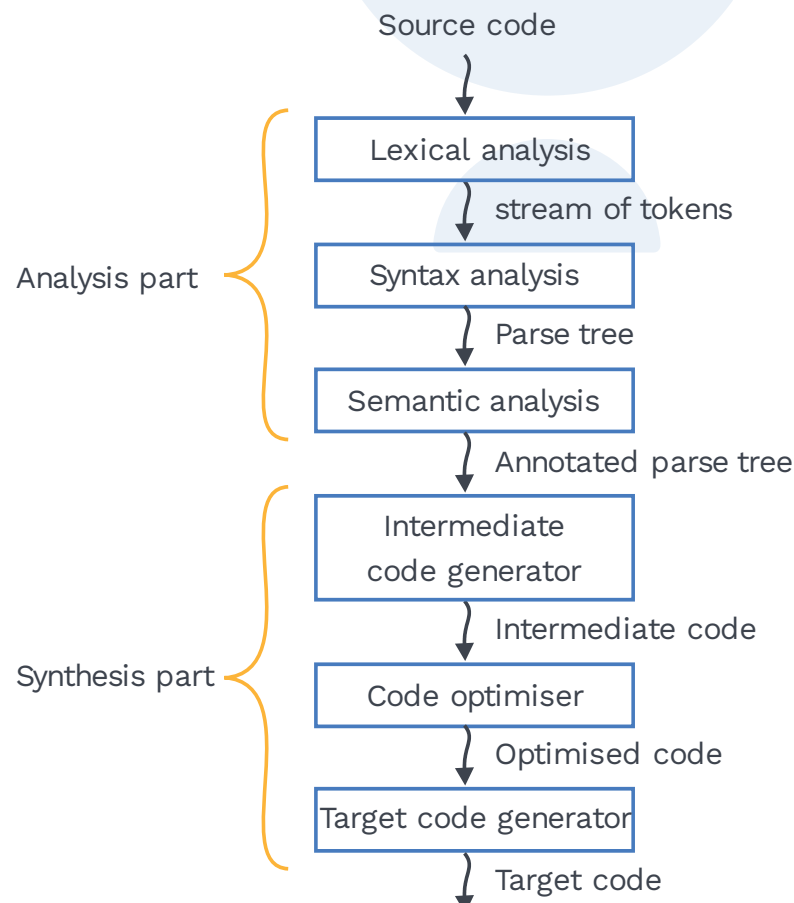 Source code
Lexical analysis
stream of tokens
Analysis part
Syntax analysis
Parse tree
Semantic analysis
Annotated parse tree
Intermediate
code generator
Intermediate code
Synthesis part
Code optimiser
Optimised code
Target code generator
Target code